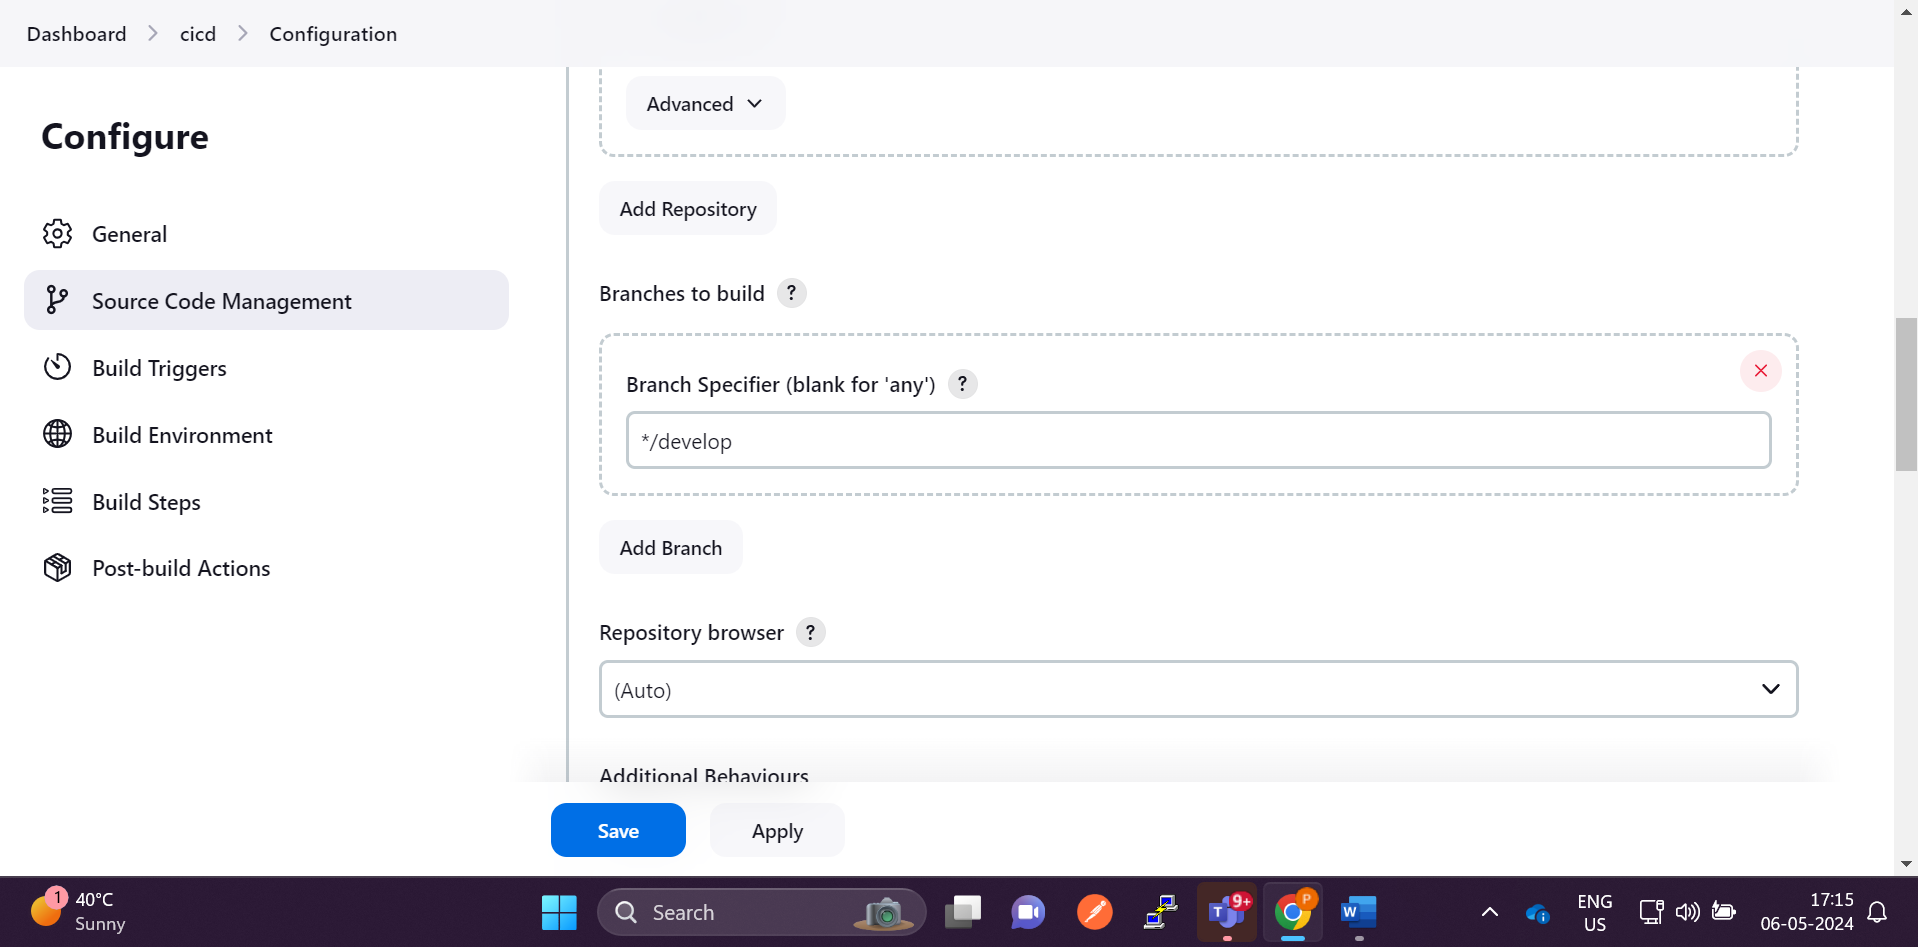 Dashboard > cicd > Configuration
Configure
General
Source Code Management
Build Triggers
Build Environment
Build Steps
Post-build Actions
Advanced
Add Repository
Branches to build ?
Branch Specifier (blank for 'any') ?
*/develop
Add Branch
Repository browser ?
(Auto)
Additional Behaviours
Save
Apply
1
40°C
Sunny
Search
T
9+
P
W
ENG
US
17:15
06-05-2024